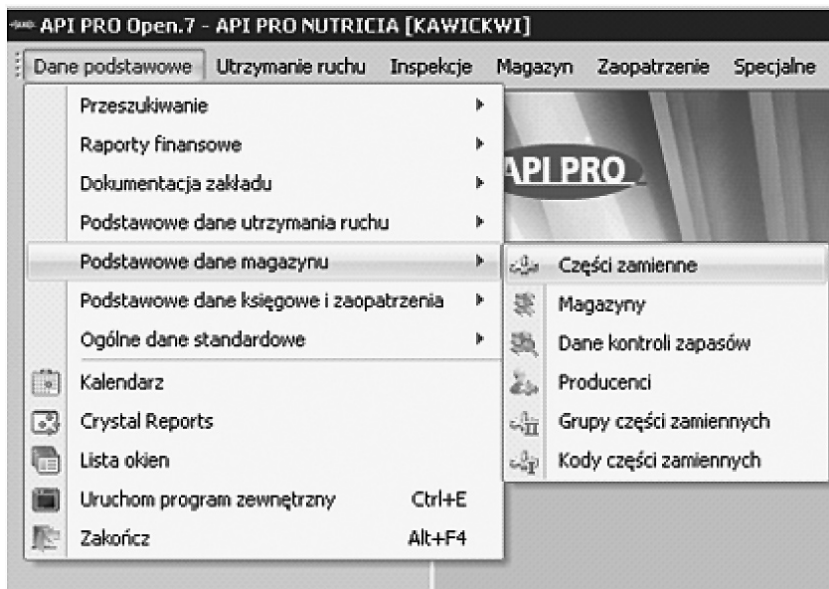 API PRO Open.7 - API PRO NUTRICIA [KAWICKWI]
Dane podstawowe Utrzymanie ruchu Inspekcje Magazyn Zaopatrzenie Specjalne
Przeszukiwanie
Raporty finansowe
Dokumentacja zakładu
Podstawowe dane utrzymania ruchu
Podstawowe dane magazynu
Podstawowe dane księgowe i zaopatrzenia
Ogólne dane standardowe
Kalendarz
Crystal Reports
Lista okien
Uruchom program zewnętrzny Ctrl+E
Zakończ Alt+F4
API PRO
Części zamienne
Magazyny
Dane kontroli zapasów
Producenci
Grupy części zamiennych
Kody części zamiennych